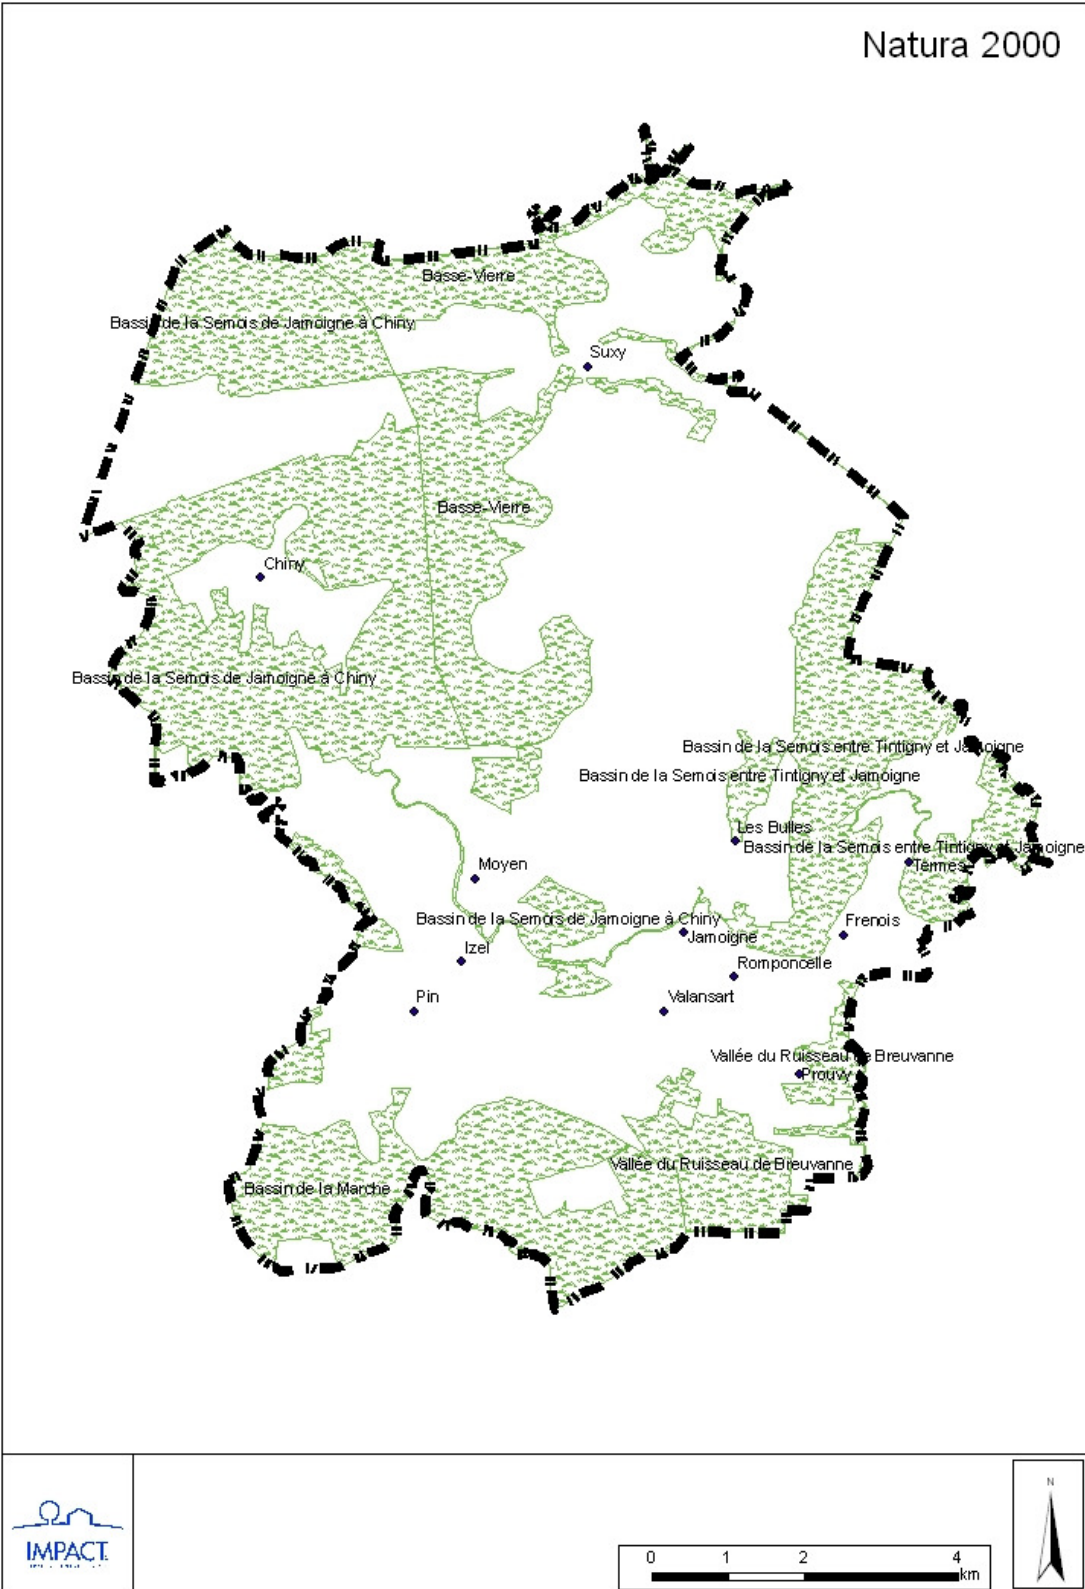 Natura 2000
Basse-Vierre
Bassin de la Semois de Jamoigne à Chiny
Suxy
Basse-Vierre
Chiny
Bassin de la Semois de Jamoigne à Chiny
Bassin de la Semois entre Tintigny et Jamoigne
Bassin de la Semois entre Tintigny et Jamoigne
Les Bulles
Bassin de la Semois entre Tintigny et Jamoigne
Termes
Moyen
Bassin de la Semois de Jamoigne à Chiny
Frenois
Jamoigne
Izel
Romponcelle
Pin
Valansart
Vallée du Ruisseau de Breuvanne
Prouvy
Vallée du Ruisseau de Breuvanne
Bassin de la Marche
IMPACT
N
0 1 2 4
km